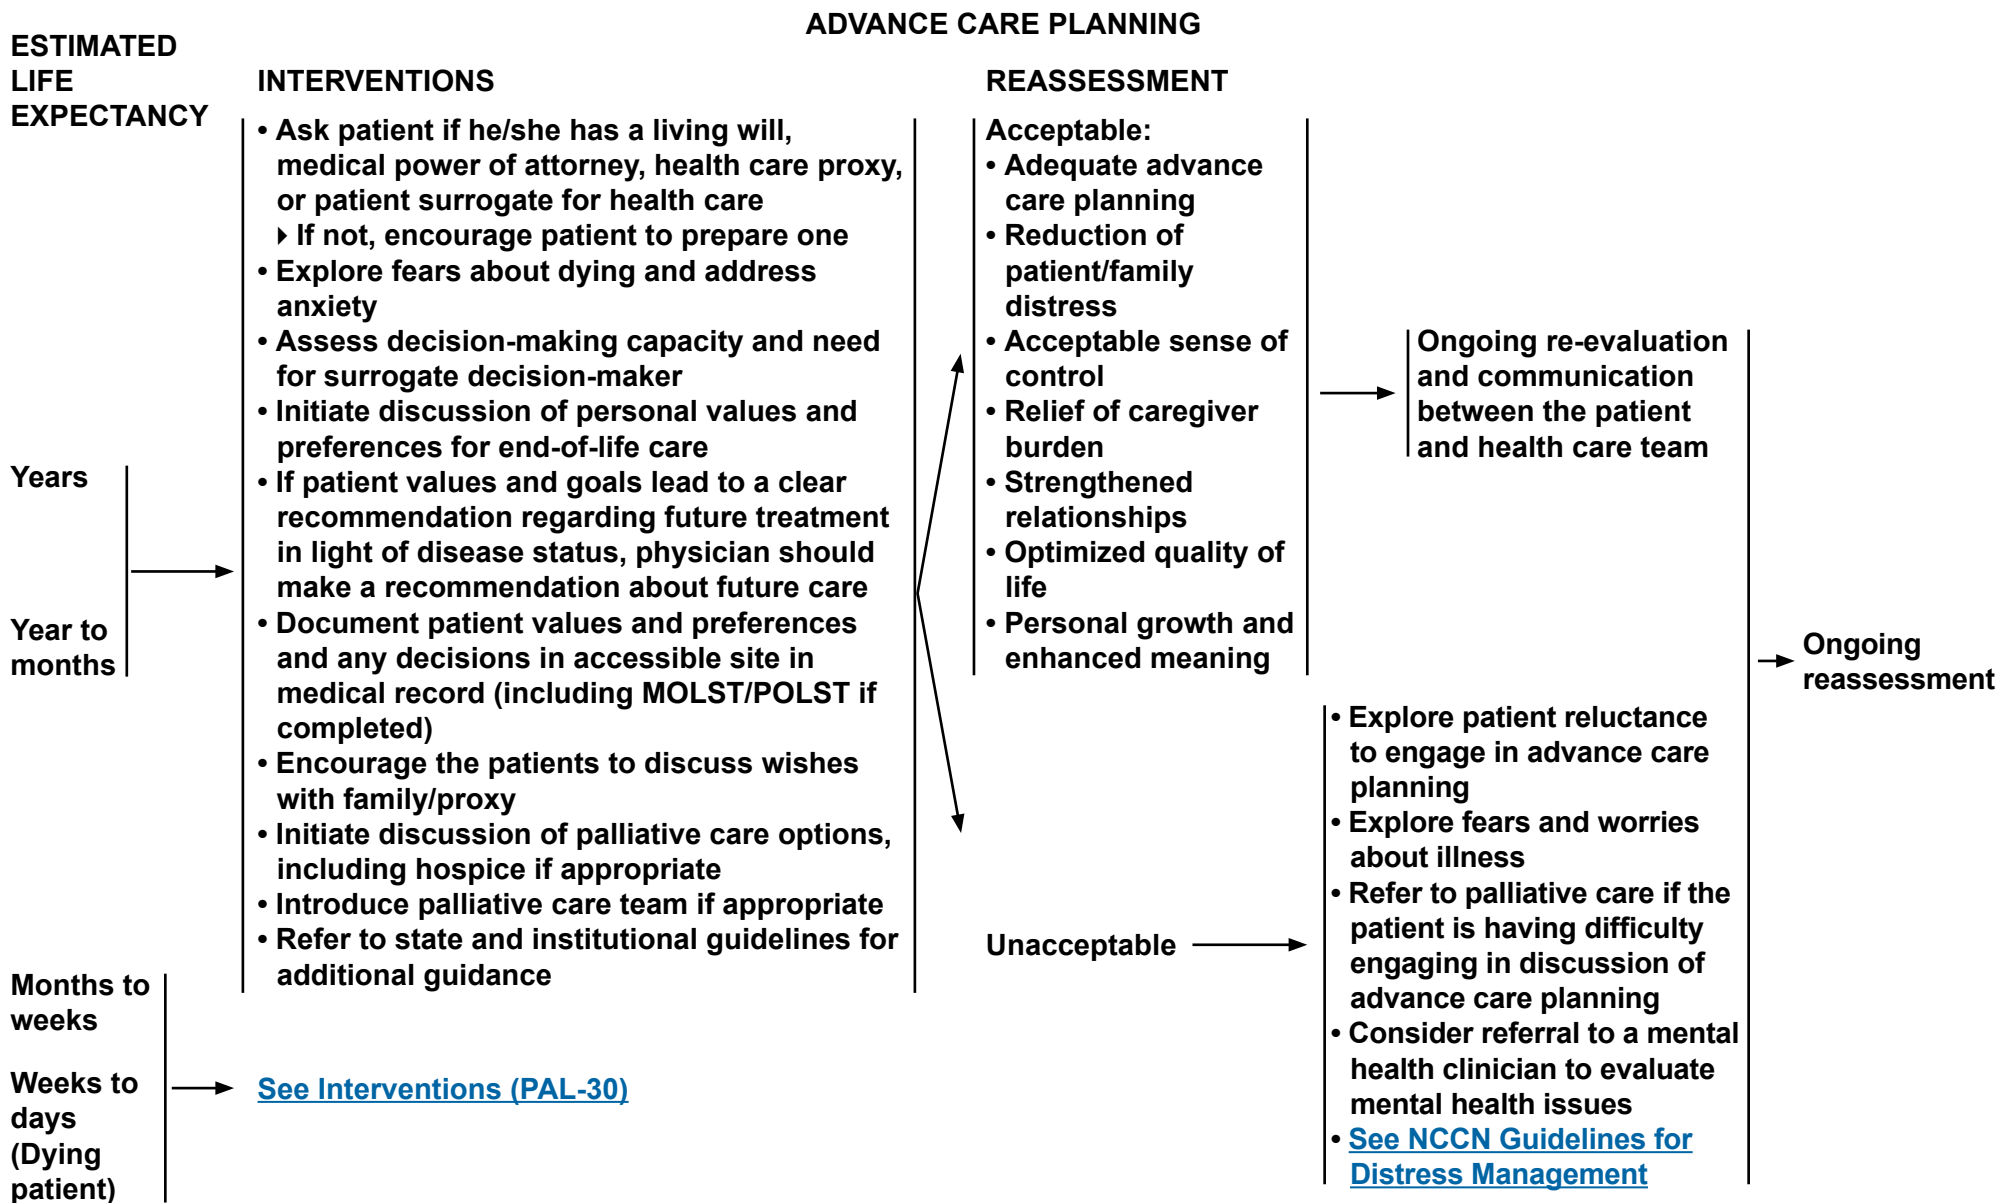 ADVANCE CARE PLANNING
ESTIMATED
LIFE
EXPECTANCY
INTERVENTIONS
REASSESSMENT
Years
Year to
months
• Ask patient if he/she has a living will,
medical power of attorney, health care proxy,
or patient surrogate for health care
‣ If not, encourage patient to prepare one
• Explore fears about dying and address
anxiety
• Assess decision-making capacity and need
for surrogate decision-maker
• Initiate discussion of personal values and
preferences for end-of-life care
• If patient values and goals lead to a clear
recommendation regarding future treatment
in light of disease status, physician should
make a recommendation about future care
• Document patient values and preferences
and any decisions in accessible site in
medical record (including MOLST/POLST if
completed)
• Encourage the patients to discuss wishes
with family/proxy
• Initiate discussion of palliative care options,
including hospice if appropriate
• Introduce palliative care team if appropriate
• Refer to state and institutional guidelines for
additional guidance
Acceptable:
• Adequate advance
care planning
• Reduction of
patient/family
distress
• Acceptable sense of
control
• Relief of caregiver
burden
• Strengthened
relationships
• Optimized quality of
life
• Personal growth and
enhanced meaning
Ongoing re-evaluation
and communication
between the patient
and health care team
Unacceptable
• Explore patient reluctance
to engage in advance care
planning
• Explore fears and worries
about illness
• Refer to palliative care if the
patient is having difficulty
engaging in discussion of
advance care planning
• Consider referral to a mental
health clinician to evaluate
mental health issues
• See NCCN Guidelines for
Distress Management
Ongoing
reassessment
Months to
weeks
Weeks to
days
(Dying
patient)
See Interventions (PAL-30)